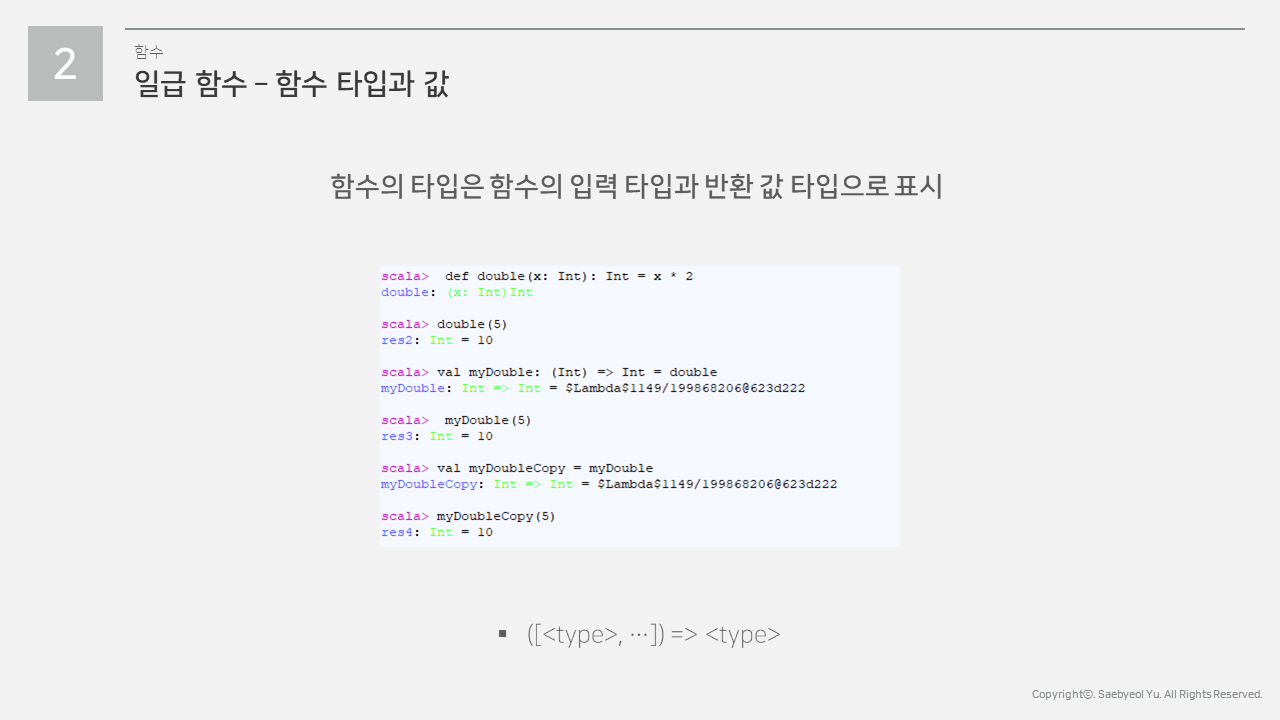 2
함수
일급 함수 – 함수 타입과 값
함수의 타입은 함수의 입력 타입과 반환 값 타입으로 표시
scala>  def double(x: Int): Int = x * 2
double: (x: Int)Int
scala> double(5)
res2: Int = 10
scala> val myDouble: (Int) => Int = double
myDouble: Int => Int = $Lambda$1149/199868206@623d222
scala>  myDouble(5)
res3: Int = 10
scala> val myDoubleCopy = myDouble
myDoubleCopy: Int => Int = $Lambda$1149/199868206@623d222
scala> myDoubleCopy(5)
res4: Int = 10
▪ ([<type>, …]) => <type>
Copyrightⓒ. Saebyeol Yu. All Rights Reserved.